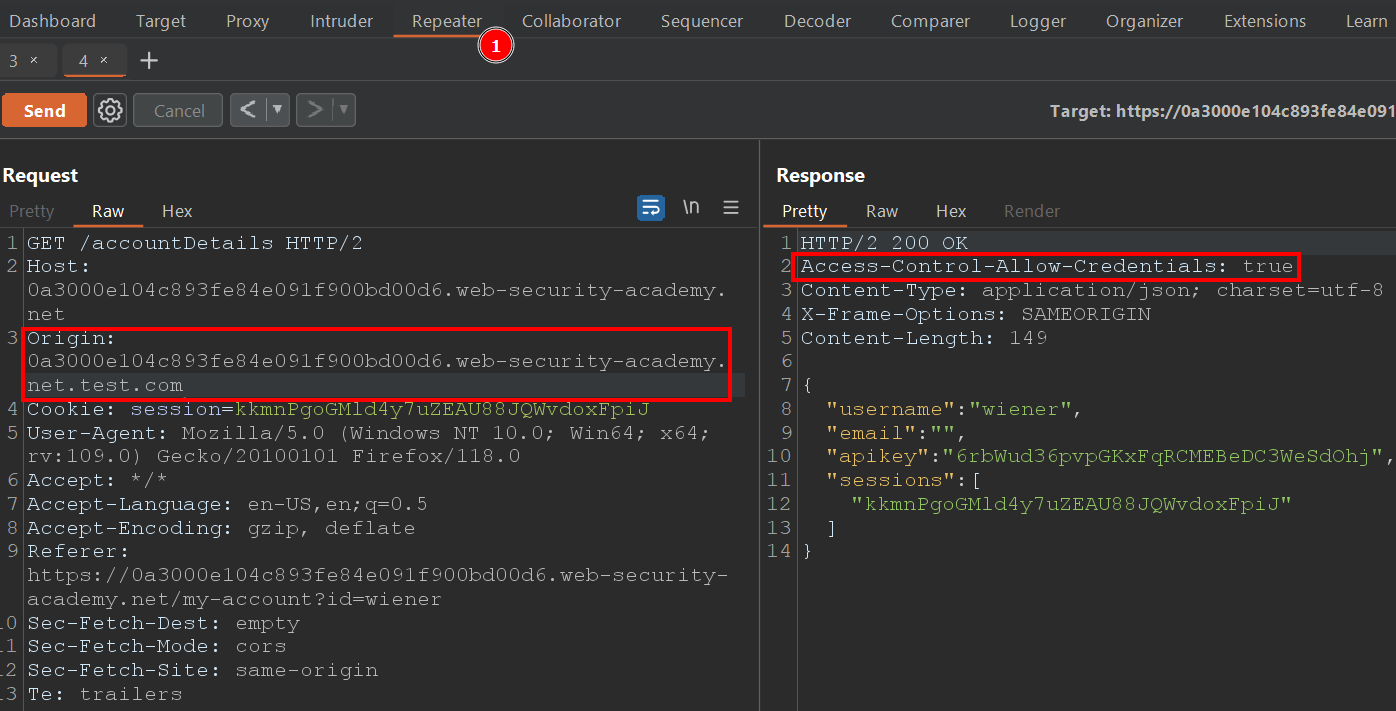 Dashboard Target Proxy Intruder Repeater Collaborator Sequencer Decoder Comparer Logger Organizer Extensions Learn
1
3 × 4 × +
Send Cancel < > Target: https://0a3000e104c893fe84e091
Request
Pretty Raw Hex \n
1 GET /accountDetails HTTP/2
2 Host:
0a3000e104c893fe84e091f900bd00d6.web-security-academy.
net
3 Origin:
0a3000e104c893fe84e091f900bd00d6.web-security-academy.
net.test.com
4 Cookie: session=kkmnPgoGMld4y7uZEAU88JQWvdoxFpiJ
5 User-Agent: Mozilla/5.0 (Windows NT 10.0; Win64; x64;
rv:109.0) Gecko/20100101 Firefox/118.0
6 Accept: */*
7 Accept-Language: en-US,en;q=0.5
8 Accept-Encoding: gzip, deflate
9 Referer:
https://0a3000e104c893fe84e091f900bd00d6.web-security-
academy.net/my-account?id=wiener
10 Sec-Fetch-Dest: empty
11 Sec-Fetch-Mode: cors
12 Sec-Fetch-Site: same-origin
13 Te: trailers
Response
Pretty Raw Hex Render
1 HTTP/2 200 OK
2 Access-Control-Allow-Credentials: true
3 Content-Type: application/json; charset=utf-8
4 X-Frame-Options: SAMEORIGIN
5 Content-Length: 149
6
7 {
8 "username":"wiener",
9 "email":"",
10 "apikey":"6rbWud36pvpGKxFqRCMEBeDC3WeSdOhj",
11 "sessions":[
12 "kkmnPgoGMld4y7uZEAU88JQWvdoxFpiJ"
13 ]
14 }